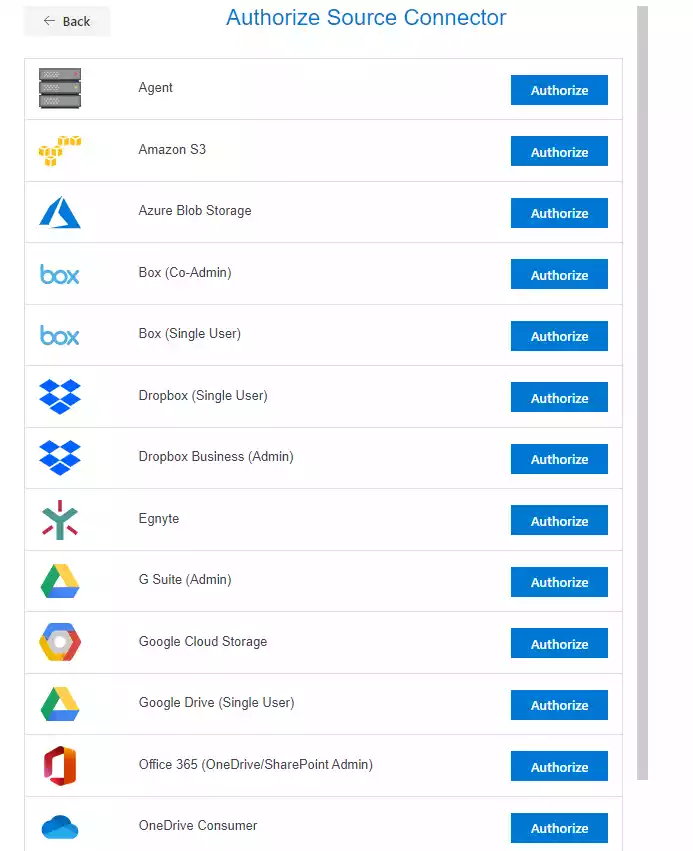 Back
Authorize Source Connector
Agent
Authorize
Amazon S3
Authorize
Azure Blob Storage
Authorize
box
Box (Co-Admin)
Authorize
box
Box (Single User)
Authorize
Dropbox (Single User)
Authorize
Dropbox Business (Admin)
Authorize
Egnyte
Authorize
G Suite (Admin)
Authorize
Google Cloud Storage
Authorize
Google Drive (Single User)
Authorize
Office 365 (OneDrive/SharePoint Admin)
Authorize
OneDrive Consumer
Authorize